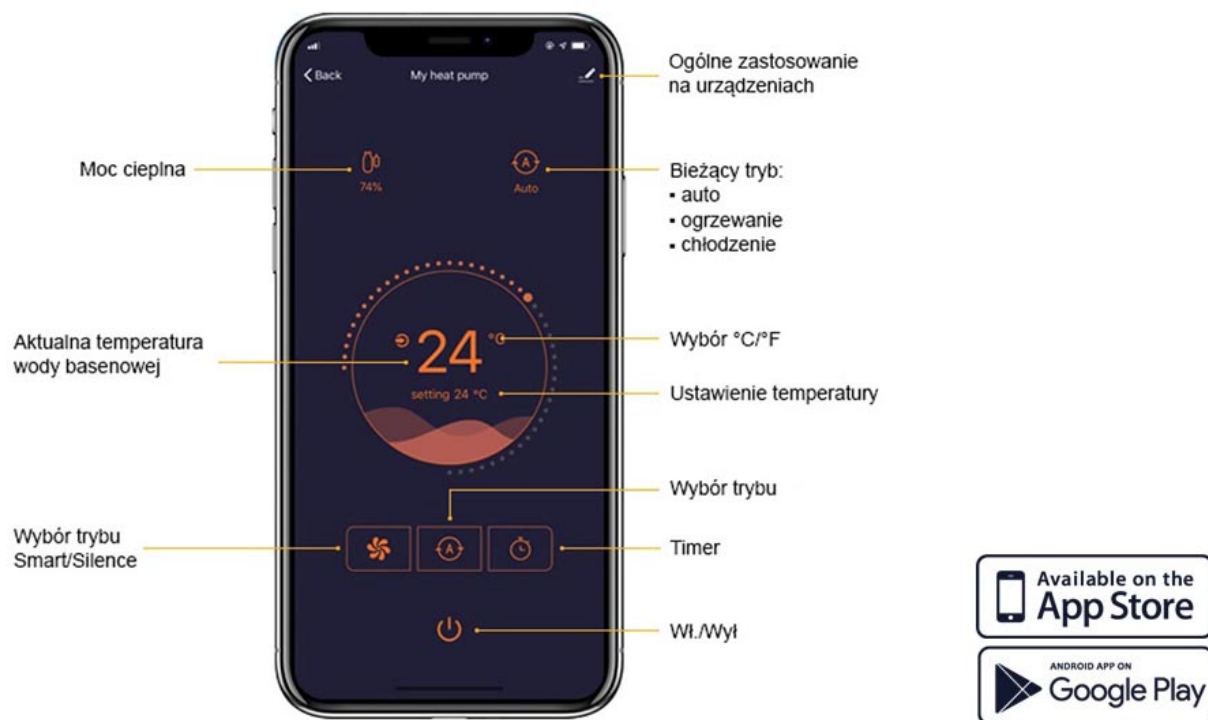 Back
My heat pump
Ogólne zastosowanie
na urządzeniach
Moc cieplna
74%
A
Auto
Bieżący tryb:
▪ auto
▪ ogrzewanie
▪ chłodzenie
Aktualna temperatura
wody basenowej
24 °C
setting 24 °C
Wybór °C/°F
Ustawienie temperatury
Wybór trybu
Wybór trybu
Smart/Silence
A
Timer
Wł./Wył
Available on the
App Store
ANDROID APP ON
Google Play